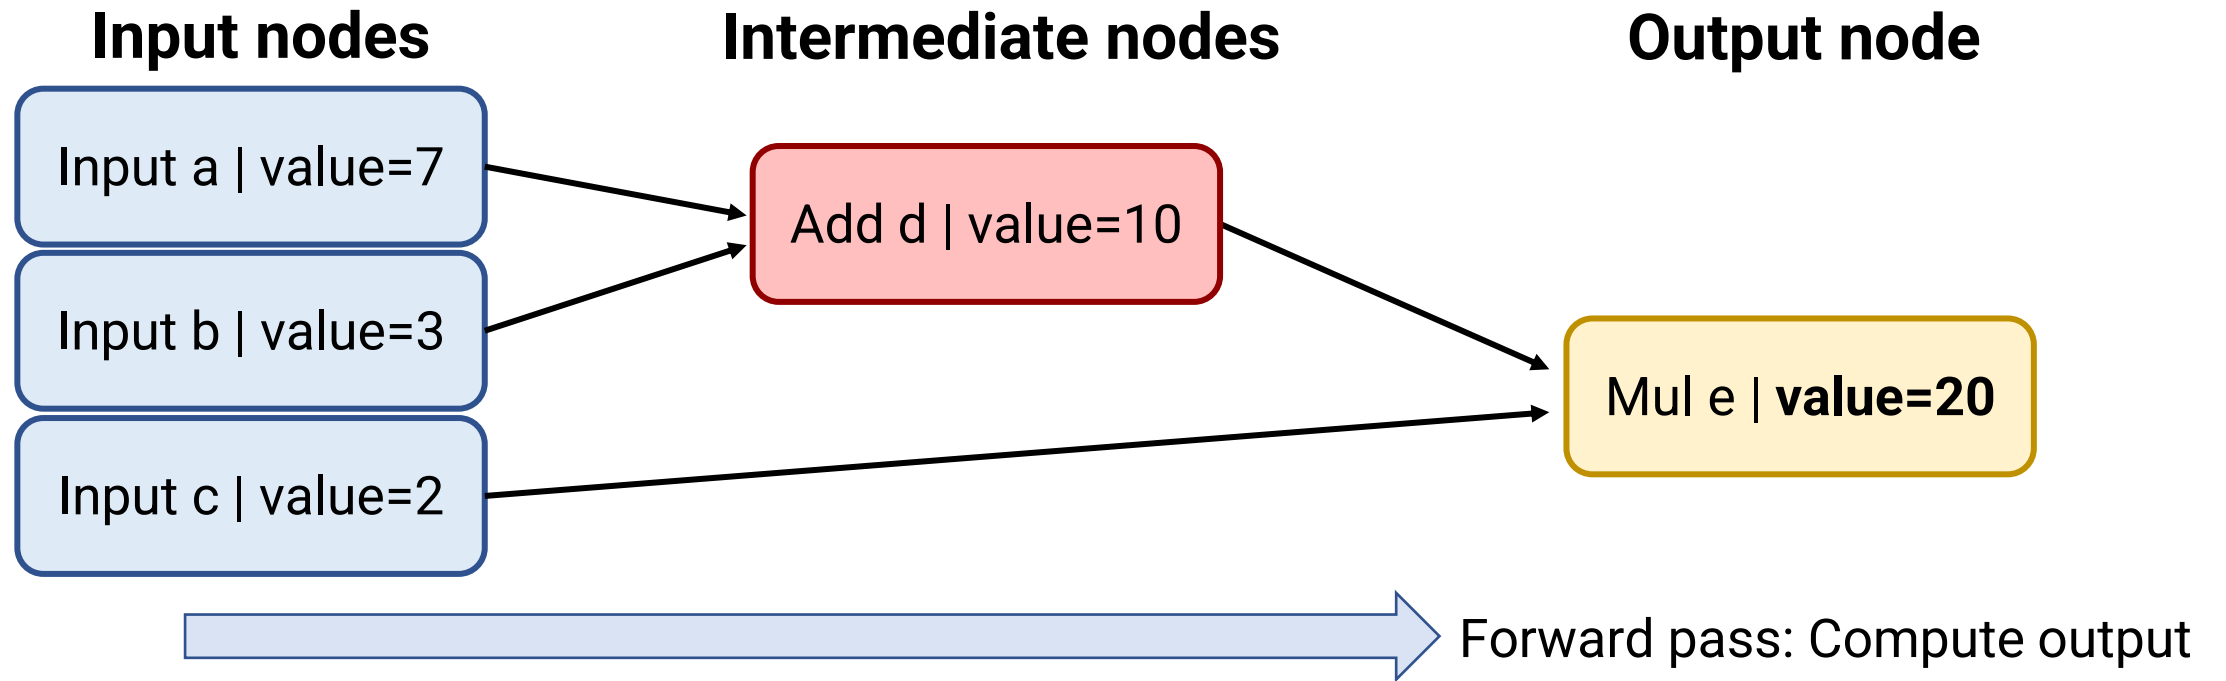 Input nodes
Intermediate nodes
Output node
Input a | value=7
Add d | value=10
Input b | value=3
Mul e | value=20
Input c | value=2
Forward pass: Compute output